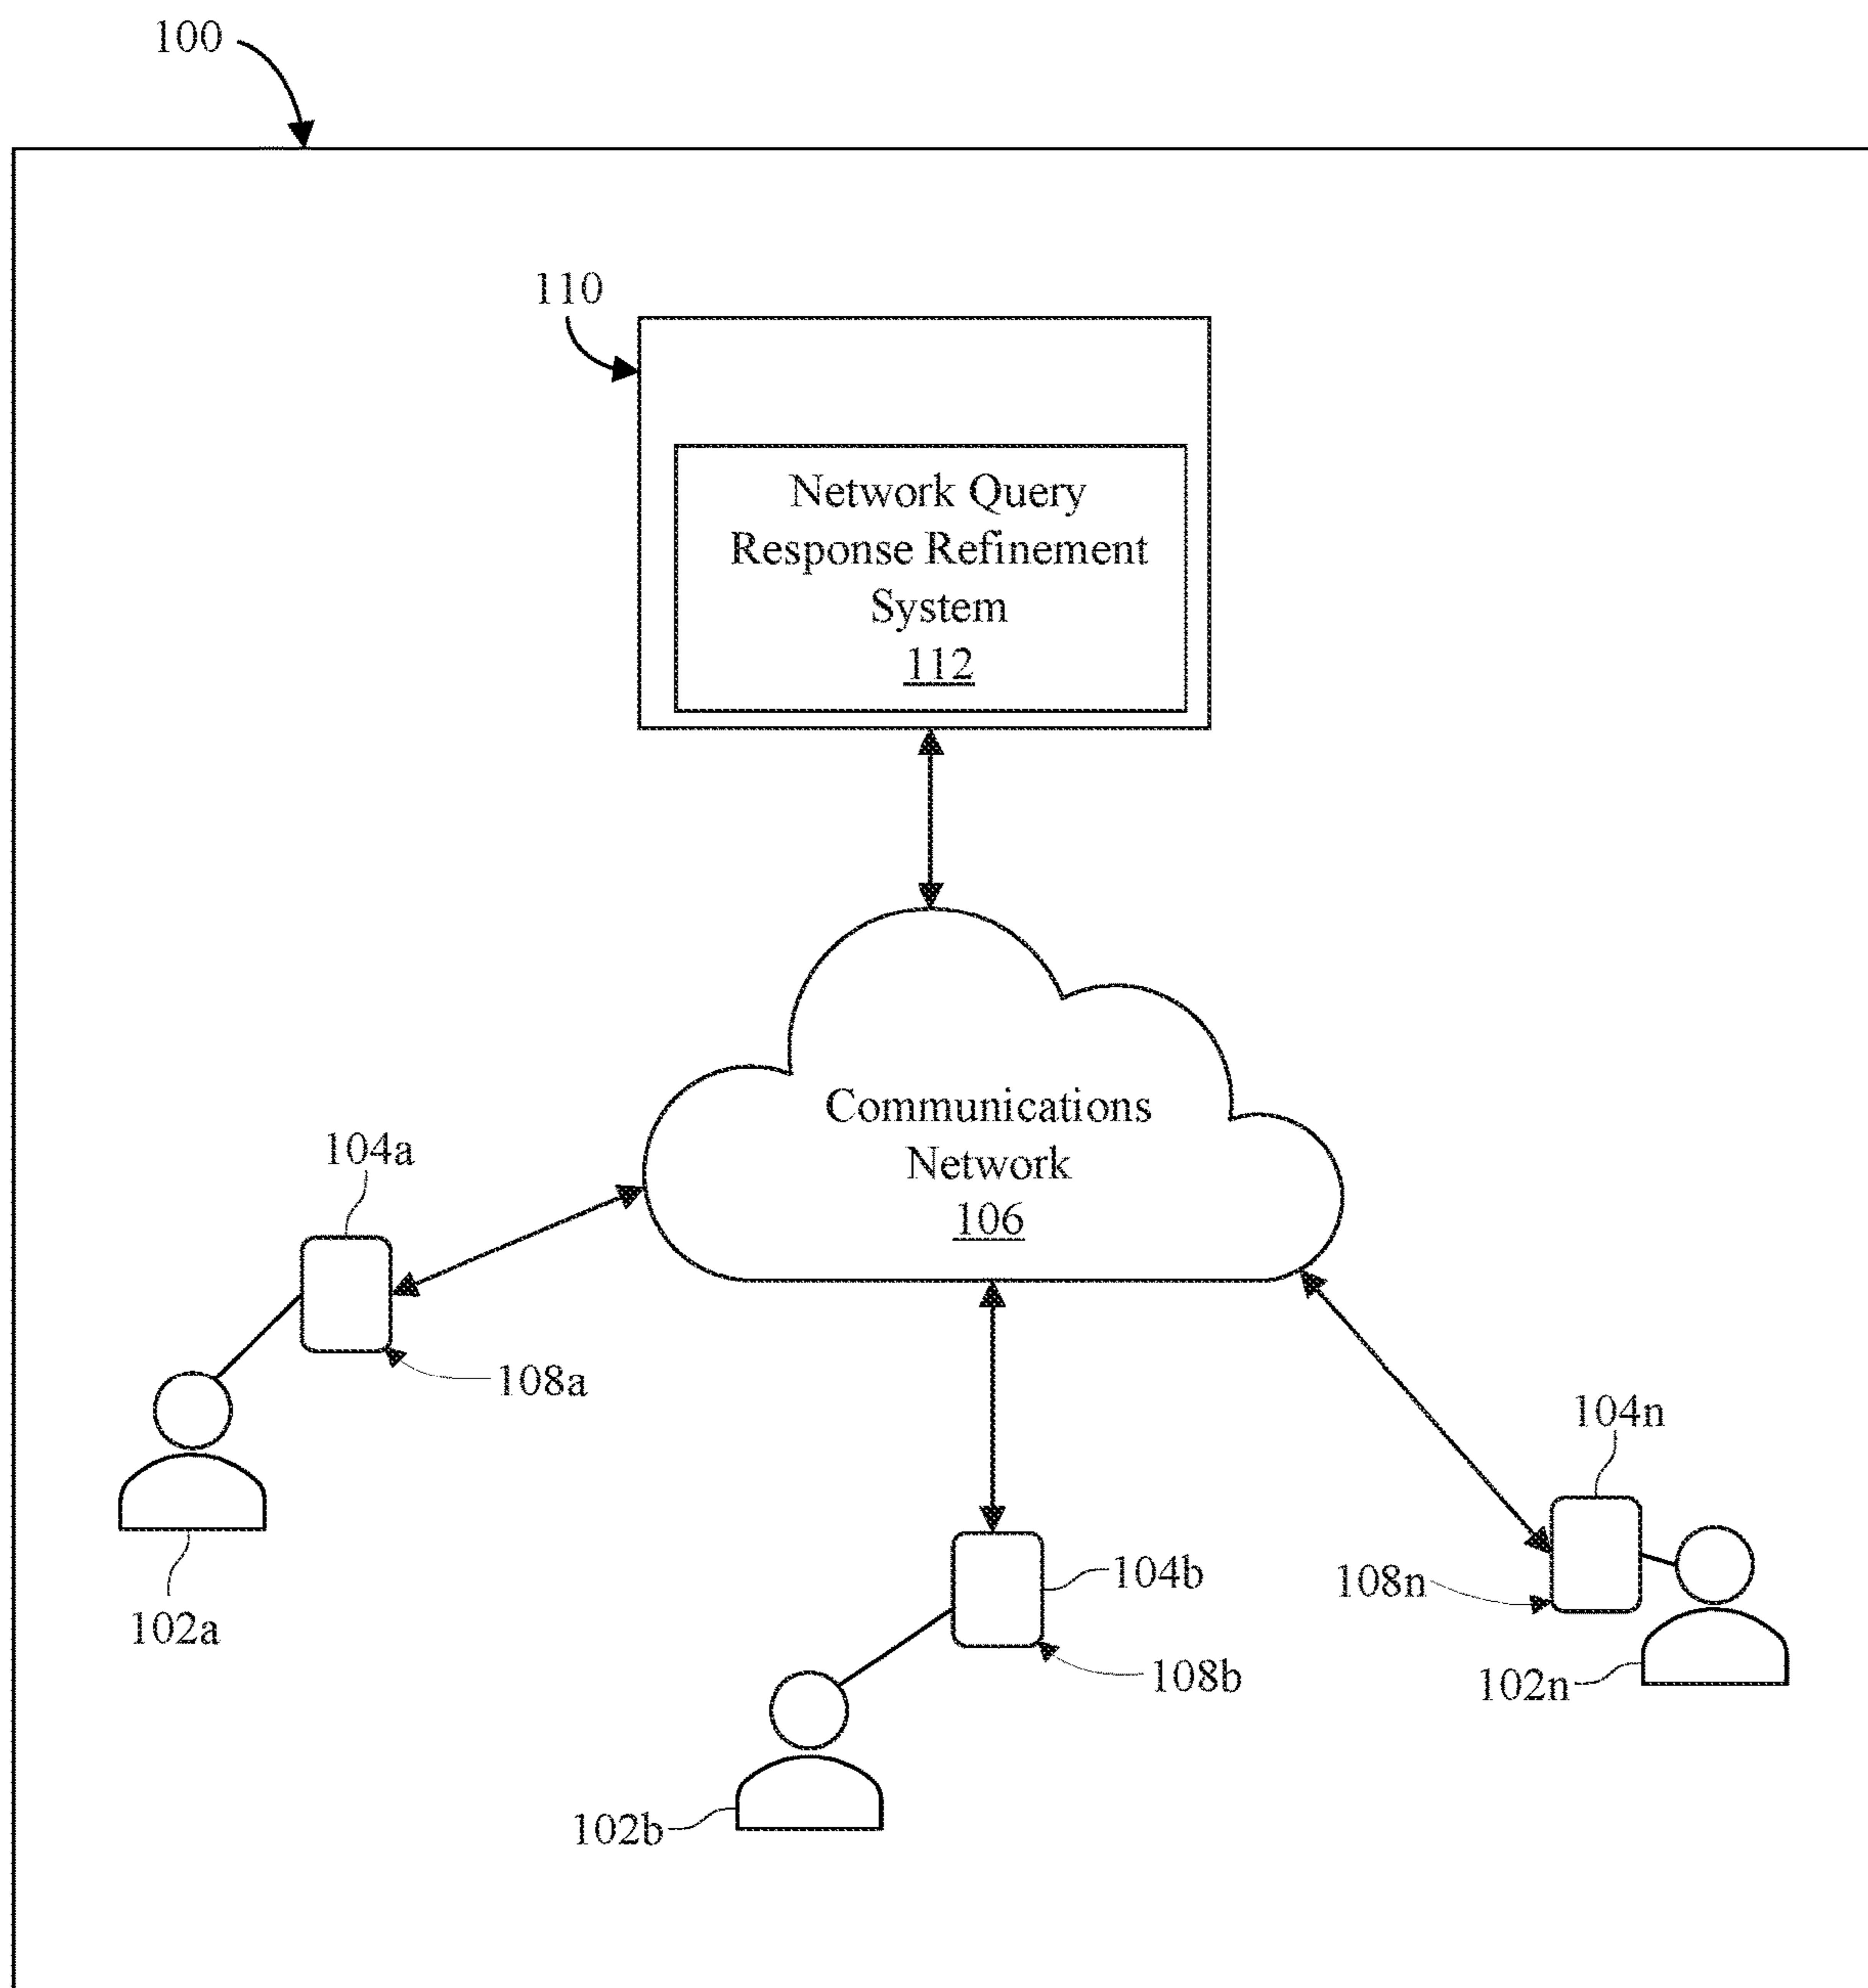 100
110
Network Query
Response Refinement
System
112
Communications
Network
106
104a
108a
102a
104n
104b
108n
108b
102n
102b